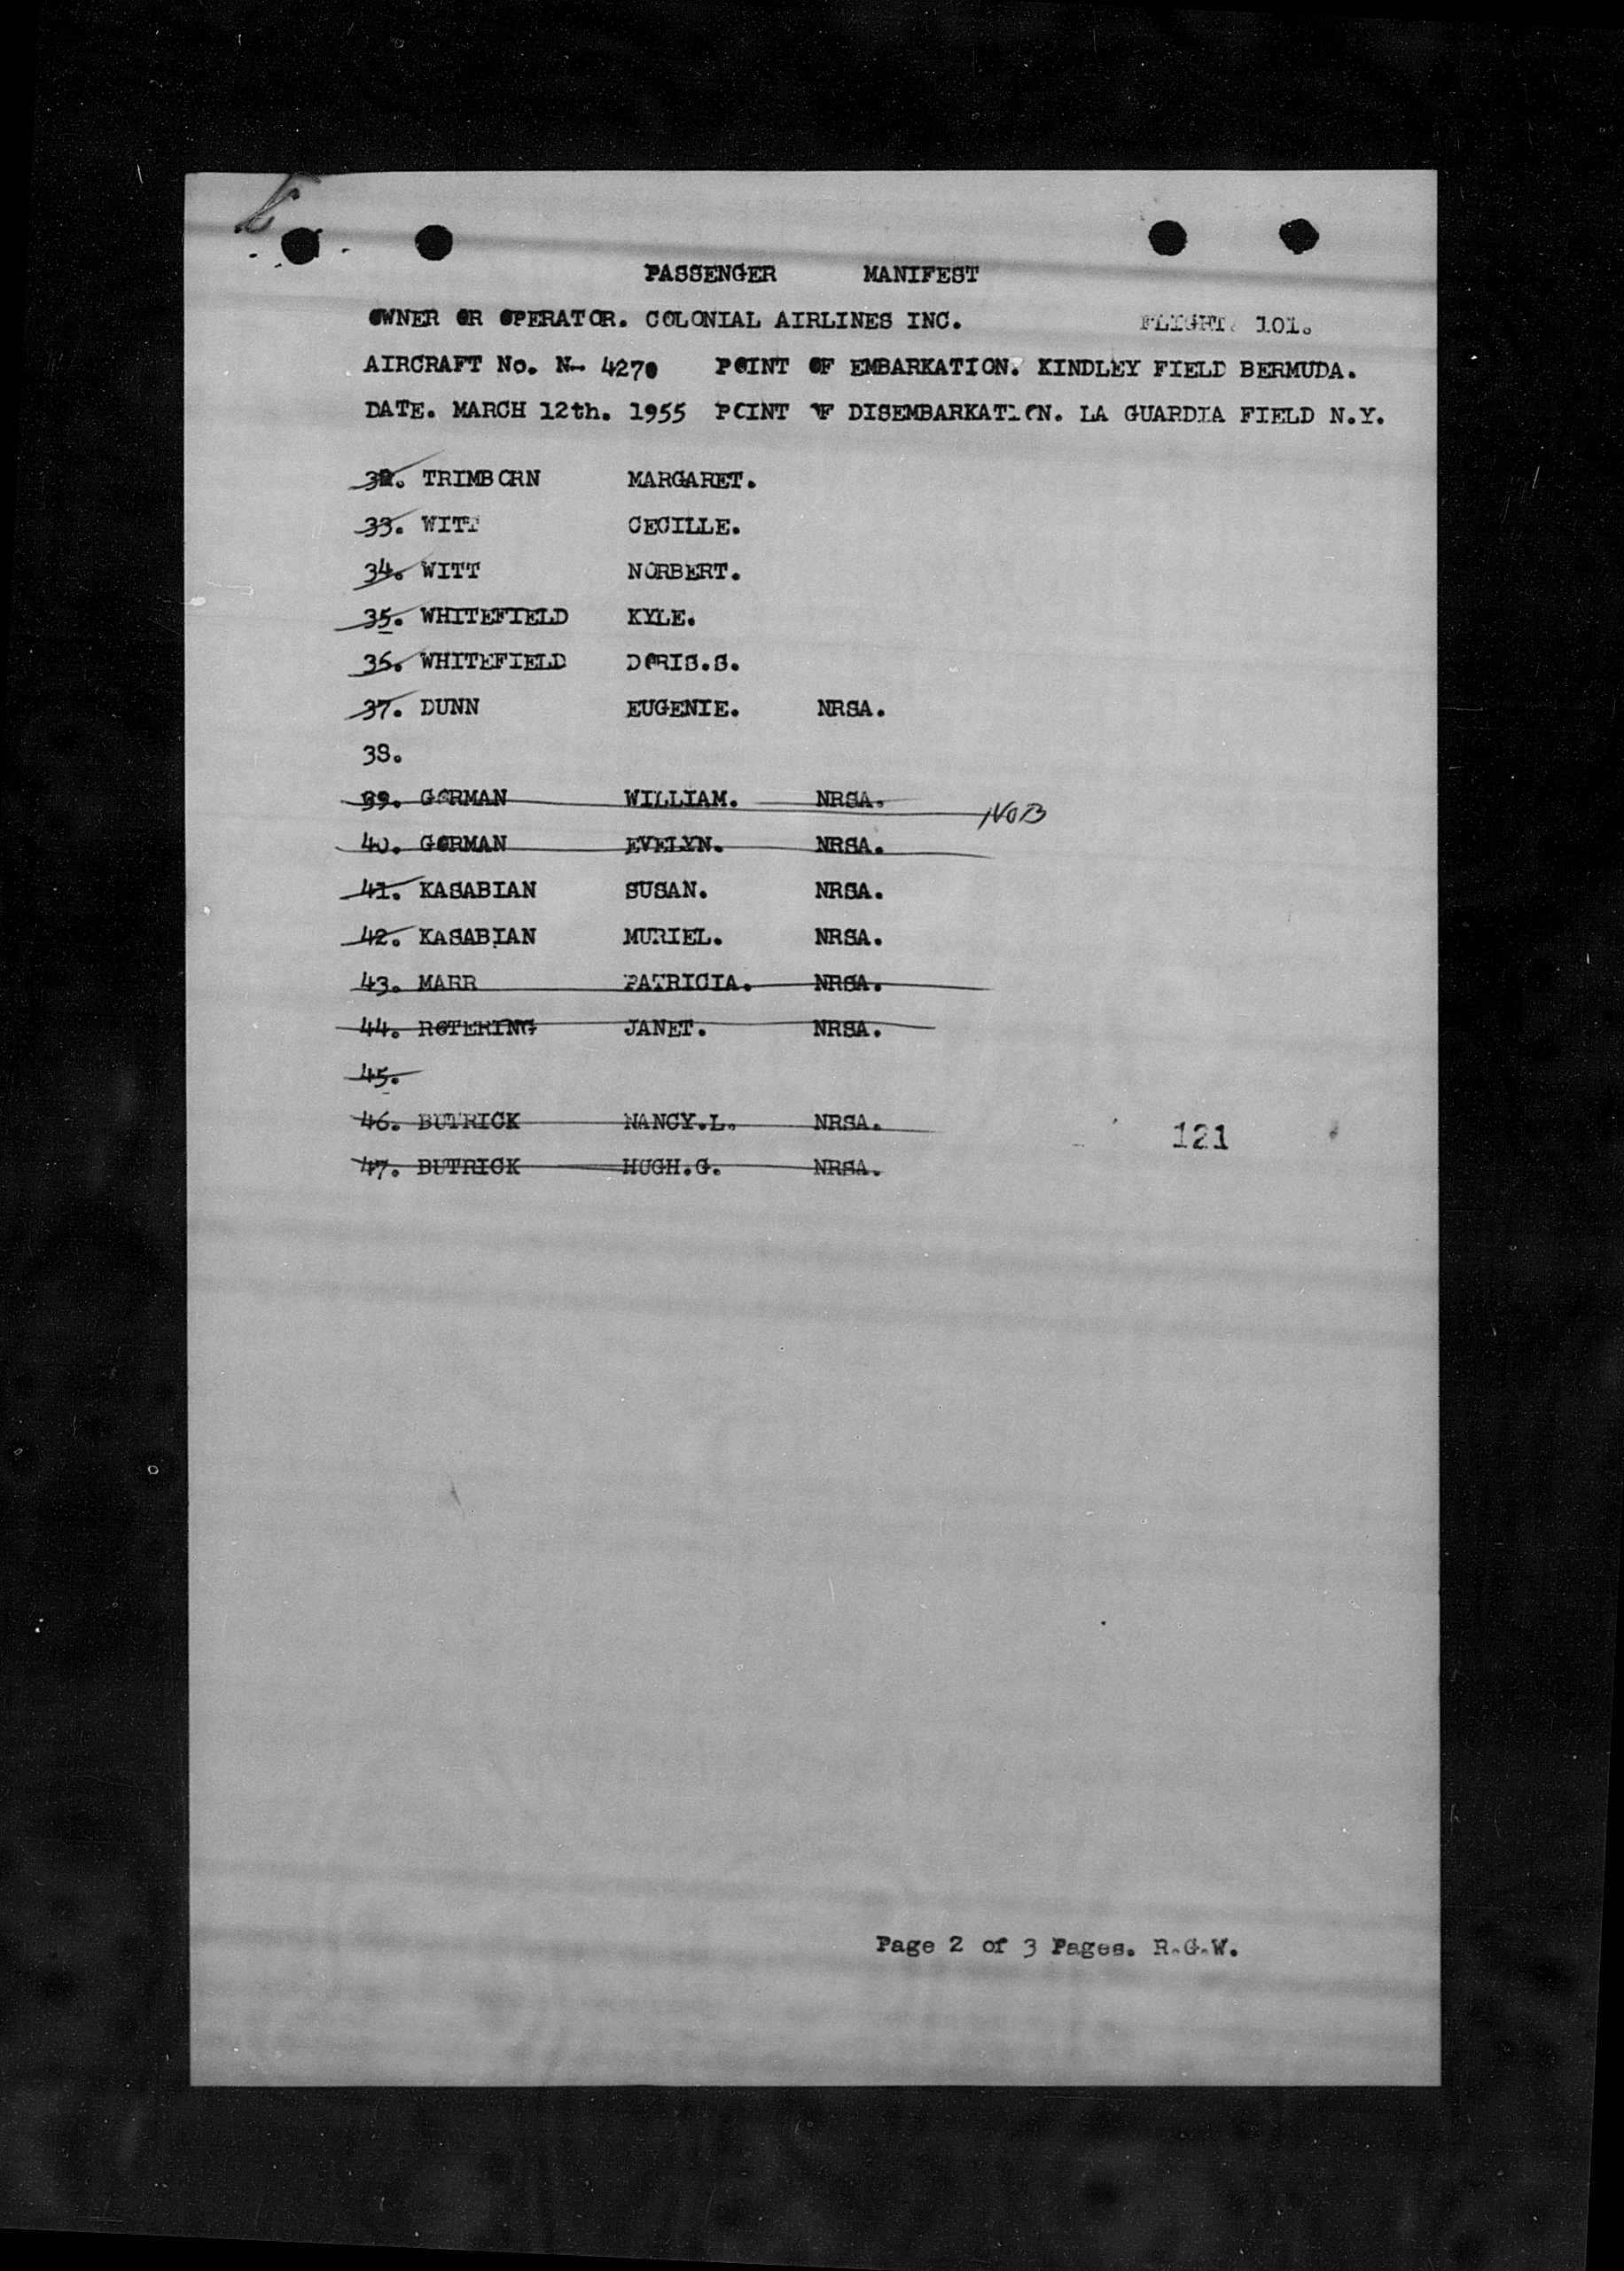 PASSENGER MANIFEST
OWNER OR OPERATOR. COLONIAL AIRLINES INC. FLIGHT. 101.
AIRCRAFT No. N- 4270 POINT OF EMBARKATION. KINDLEY FIELD BERMUDA.
DATE. MARCH 12th. 1955 POINT OF DISEMBARKATION. LA GUARDIA FIELD N.Y.
32. TRIMBORN MARGARET.
33. WITT CECILLE.
34. WITT NORBERT.
35. WHITEFIELD KYLE.
36. WHITEFIELD DORIS.S.
37. DUNN EUGENIE. NRSA.
38.
39. GORMAN WILLIAM. NRSA. NOB
40. GORMAN EVELYN. NRSA.
41. KASABIAN SUSAN. NRSA.
42. KASABIAN MURIEL. NRSA.
43. MARR PATRICIA. NRSA.
44. ROTERING JANET. NRSA.
45.
46. BUTRICK NANCY.L. NRSA.
121
47. BUTRICK HUGH.G. NRSA.
Page 2 of 3 Pages. R.G.W.